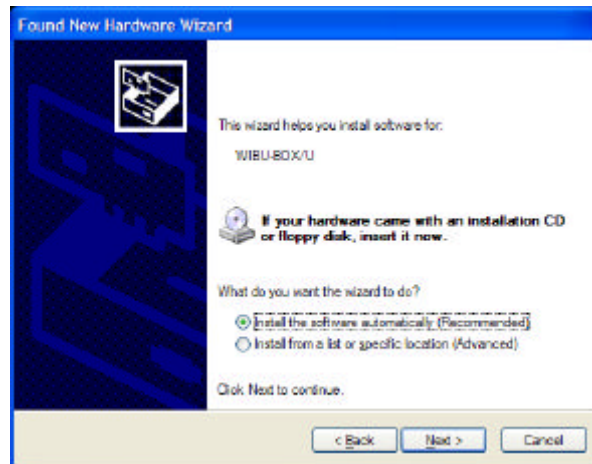 Found New Hardware Wizard
This wizard helps you install software for:
WIBU-BOX/U
If your hardware came with an installation CD
or floppy disk, insert it now.
What do you want the wizard to do?
Install the software automatically (Recommended)
Install from a list or specific location (Advanced)
Click Next to continue.
< Back Next > Cancel